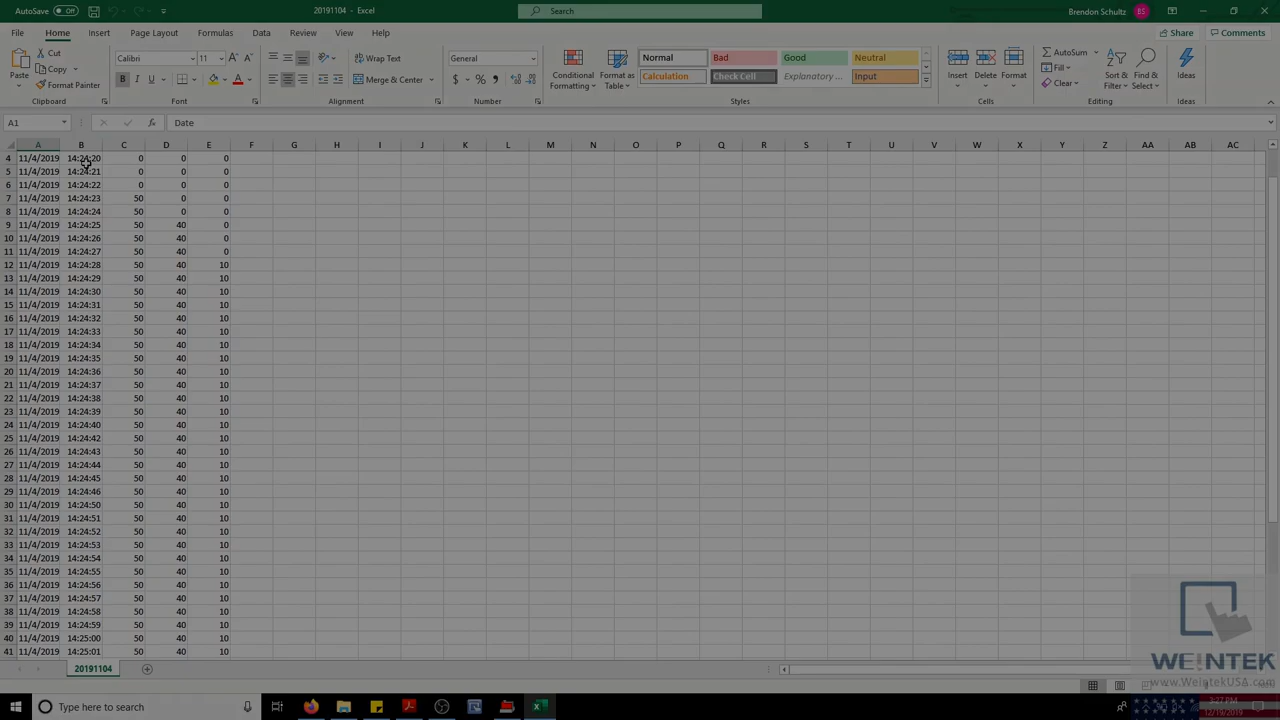 AutoSave Off 20191104 - Excel Search Brendon Schultz BS
File Home Insert Page Layout Formulas Data Review View Help Share Comments
Paste Cut Copy Format Painter Clipboard
Calibri 11 A A B I U A Font
Wrap Text Merge & Center Alignment
General $ % , Number
Conditional Formatting Format as Table
Normal Bad Good Neutral
Calculation Check Cell Explanatory ... Input
Styles
Insert Delete Format Cells
AutoSum Fill Clear Sort & Filter Find & Select Editing
Ideas Ideas
A1 fx Date
A B C D E F G H I J K L M N O P Q R S T U V W X Y Z AA AB AC
4 11/4/2019 14:24:20 0 0 0
5 11/4/2019 14:24:21 0 0 0
6 11/4/2019 14:24:22 0 0 0
7 11/4/2019 14:24:23 50 0 0
8 11/4/2019 14:24:24 50 0 0
9 11/4/2019 14:24:25 50 40 0
10 11/4/2019 14:24:26 50 40 0
11 11/4/2019 14:24:27 50 40 0
12 11/4/2019 14:24:28 50 40 10
13 11/4/2019 14:24:29 50 40 10
14 11/4/2019 14:24:30 50 40 10
15 11/4/2019 14:24:31 50 40 10
16 11/4/2019 14:24:32 50 40 10
17 11/4/2019 14:24:33 50 40 10
18 11/4/2019 14:24:34 50 40 10
19 11/4/2019 14:24:35 50 40 10
20 11/4/2019 14:24:36 50 40 10
21 11/4/2019 14:24:37 50 40 10
22 11/4/2019 14:24:38 50 40 10
23 11/4/2019 14:24:39 50 40 10
24 11/4/2019 14:24:40 50 40 10
25 11/4/2019 14:24:42 50 40 10
26 11/4/2019 14:24:43 50 40 10
27 11/4/2019 14:24:44 50 40 10
28 11/4/2019 14:24:45 50 40 10
29 11/4/2019 14:24:46 50 40 10
30 11/4/2019 14:24:50 50 40 10
31 11/4/2019 14:24:51 50 40 10
32 11/4/2019 14:24:52 50 40 10
33 11/4/2019 14:24:53 50 40 10
34 11/4/2019 14:24:54 50 40 10
35 11/4/2019 14:24:55 50 40 10
36 11/4/2019 14:24:56 50 40 10
37 11/4/2019 14:24:57 50 40 10
38 11/4/2019 14:24:58 50 40 10
39 11/4/2019 14:24:59 50 40 10
40 11/4/2019 14:25:00 50 40 10
41 11/4/2019 14:25:01 50 40 10
20191104
WEINTEK
www.WeintekUSA.com
Type here to search
3:27 PM
12/19/2019